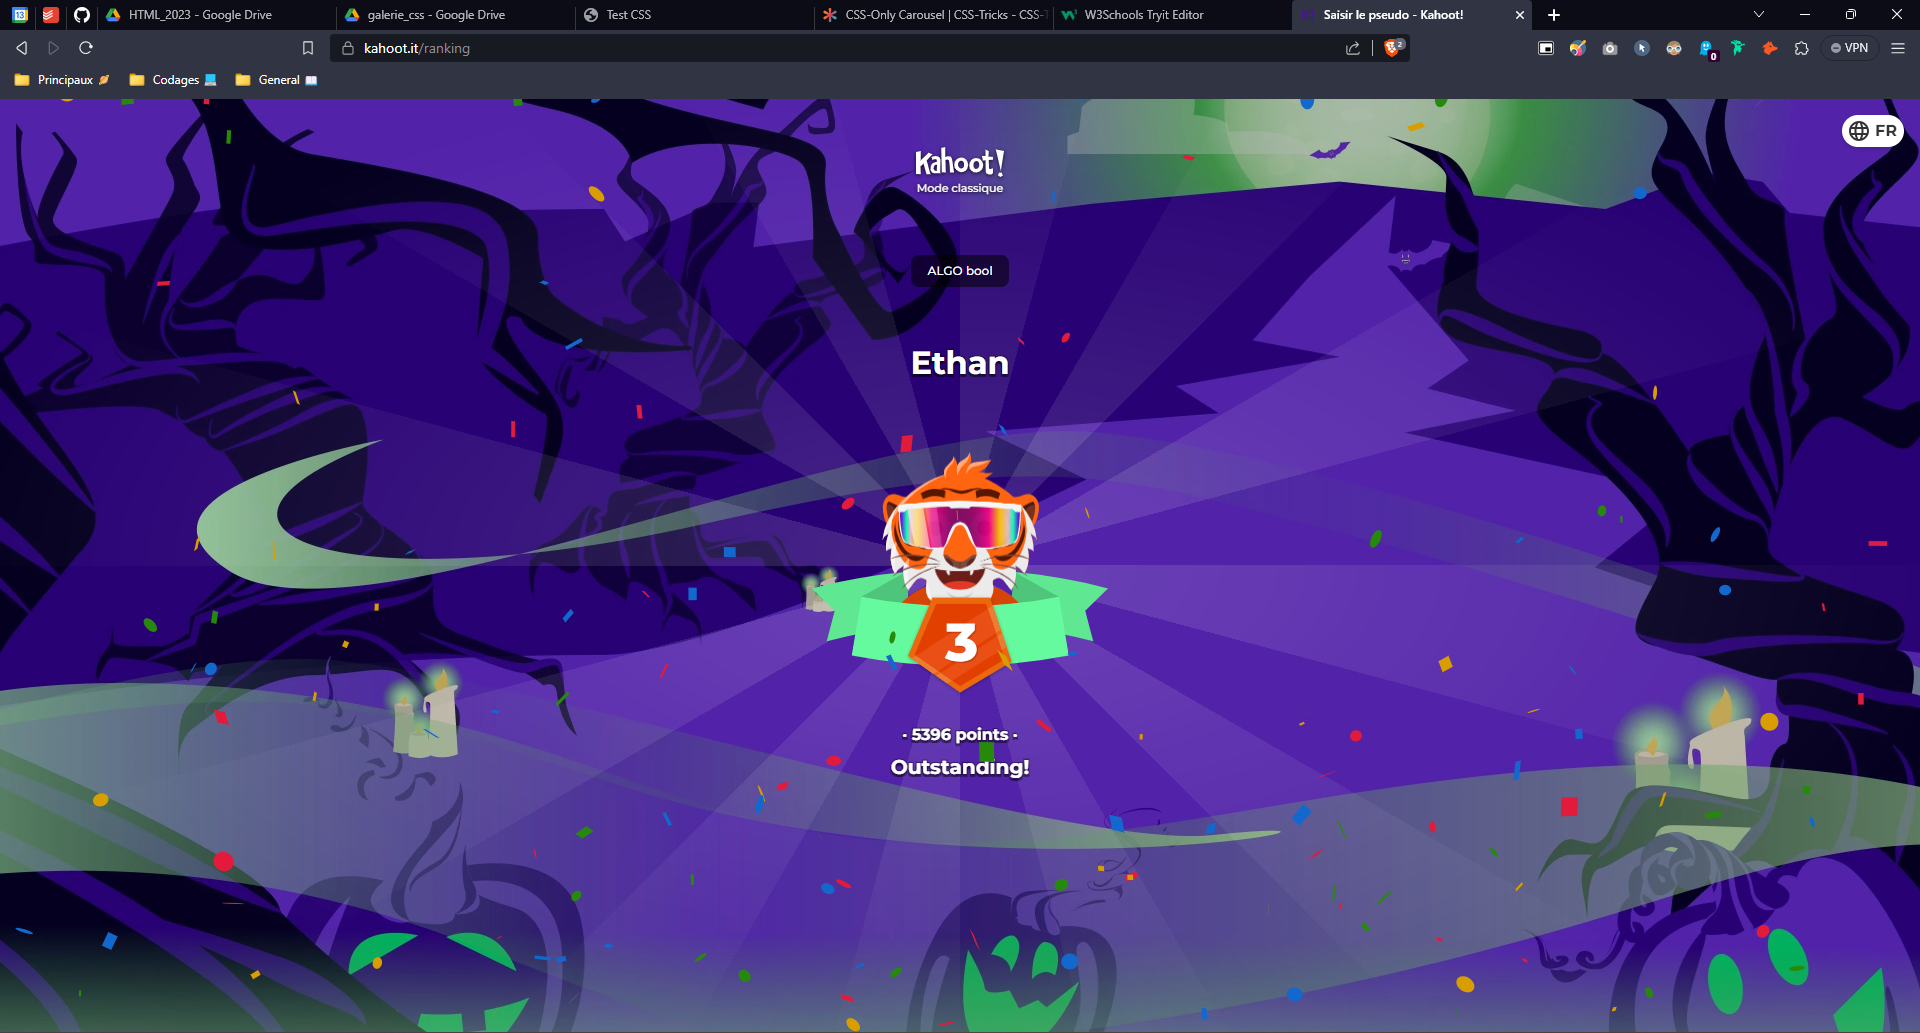 13
HTML_2023 - Google Drive
galerie_css - Google Drive
Test CSS
CSS-Only Carousel | CSS-Tricks - CSS-T
W3Schools Tryit Editor
Saisir le pseudo - Kahoot!
kahoot.it/ranking
2
0
VPN
Principaux
Codages
General
FR
Kahoot!
Mode classique
ALGO bool
Ethan
3
· 5396 points ·
Outstanding!